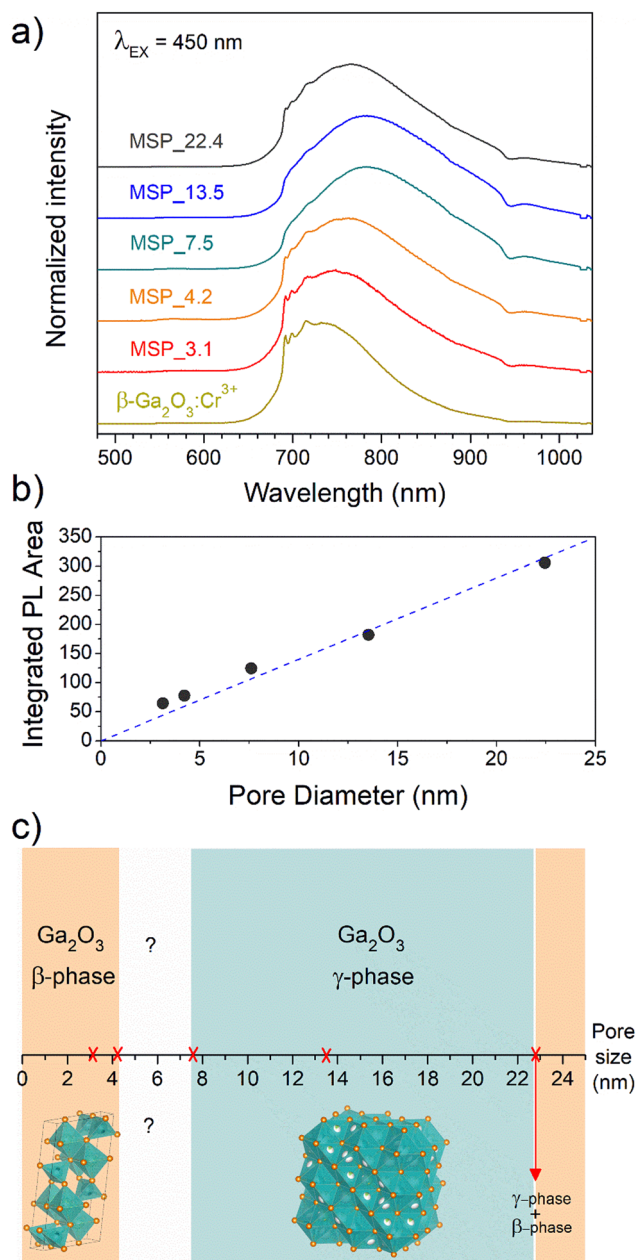 a)
λEX = 450 nm
MSP_22.4
MSP_13.5
MSP_7.5
MSP_4.2
MSP_3.1
β-Ga₂O₃:Cr³⁺
Normalized intensity
500 600 700 800 900 1000
Wavelength (nm)
b)
350
300
250
200
150
100
50
0
Integrated PL Area
0 5 10 15 20 25
Pore Diameter (nm)
c)
Ga₂O₃
β-phase
?
Ga₂O₃
γ-phase
Pore
size
(nm)
0 2 4 6 8 10 12 14 16 18 20 22 24
?
γ-phase
+
β-phase